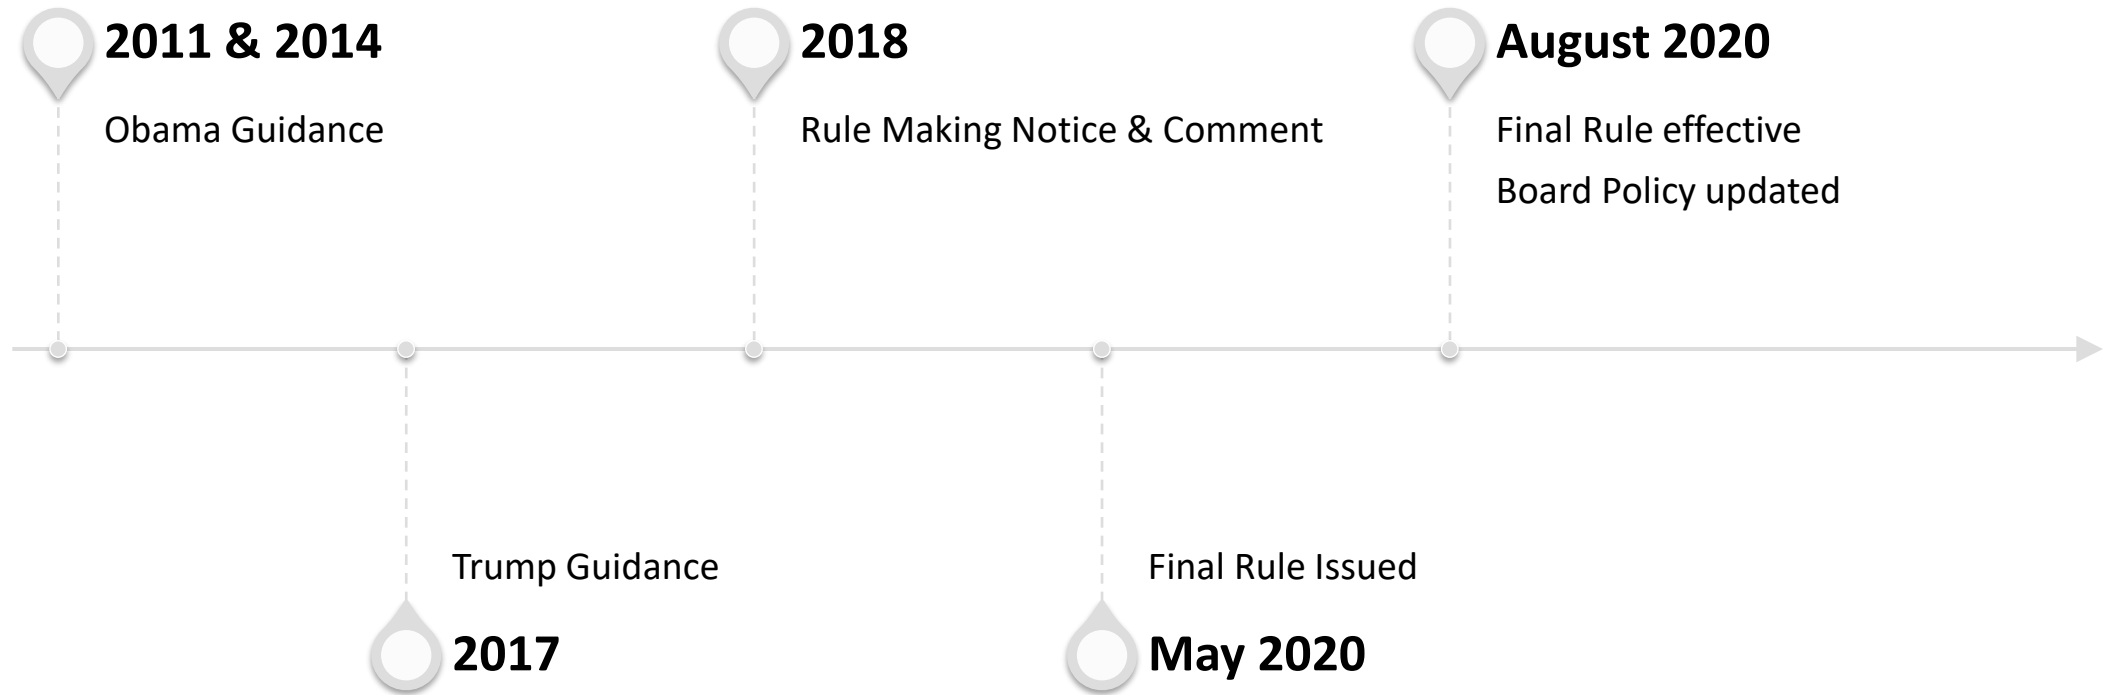 2011 & 2014
Obama Guidance
2018
Rule Making Notice & Comment
August 2020
Final Rule effective
Board Policy updated
Trump Guidance
2017
Final Rule Issued
May 2020